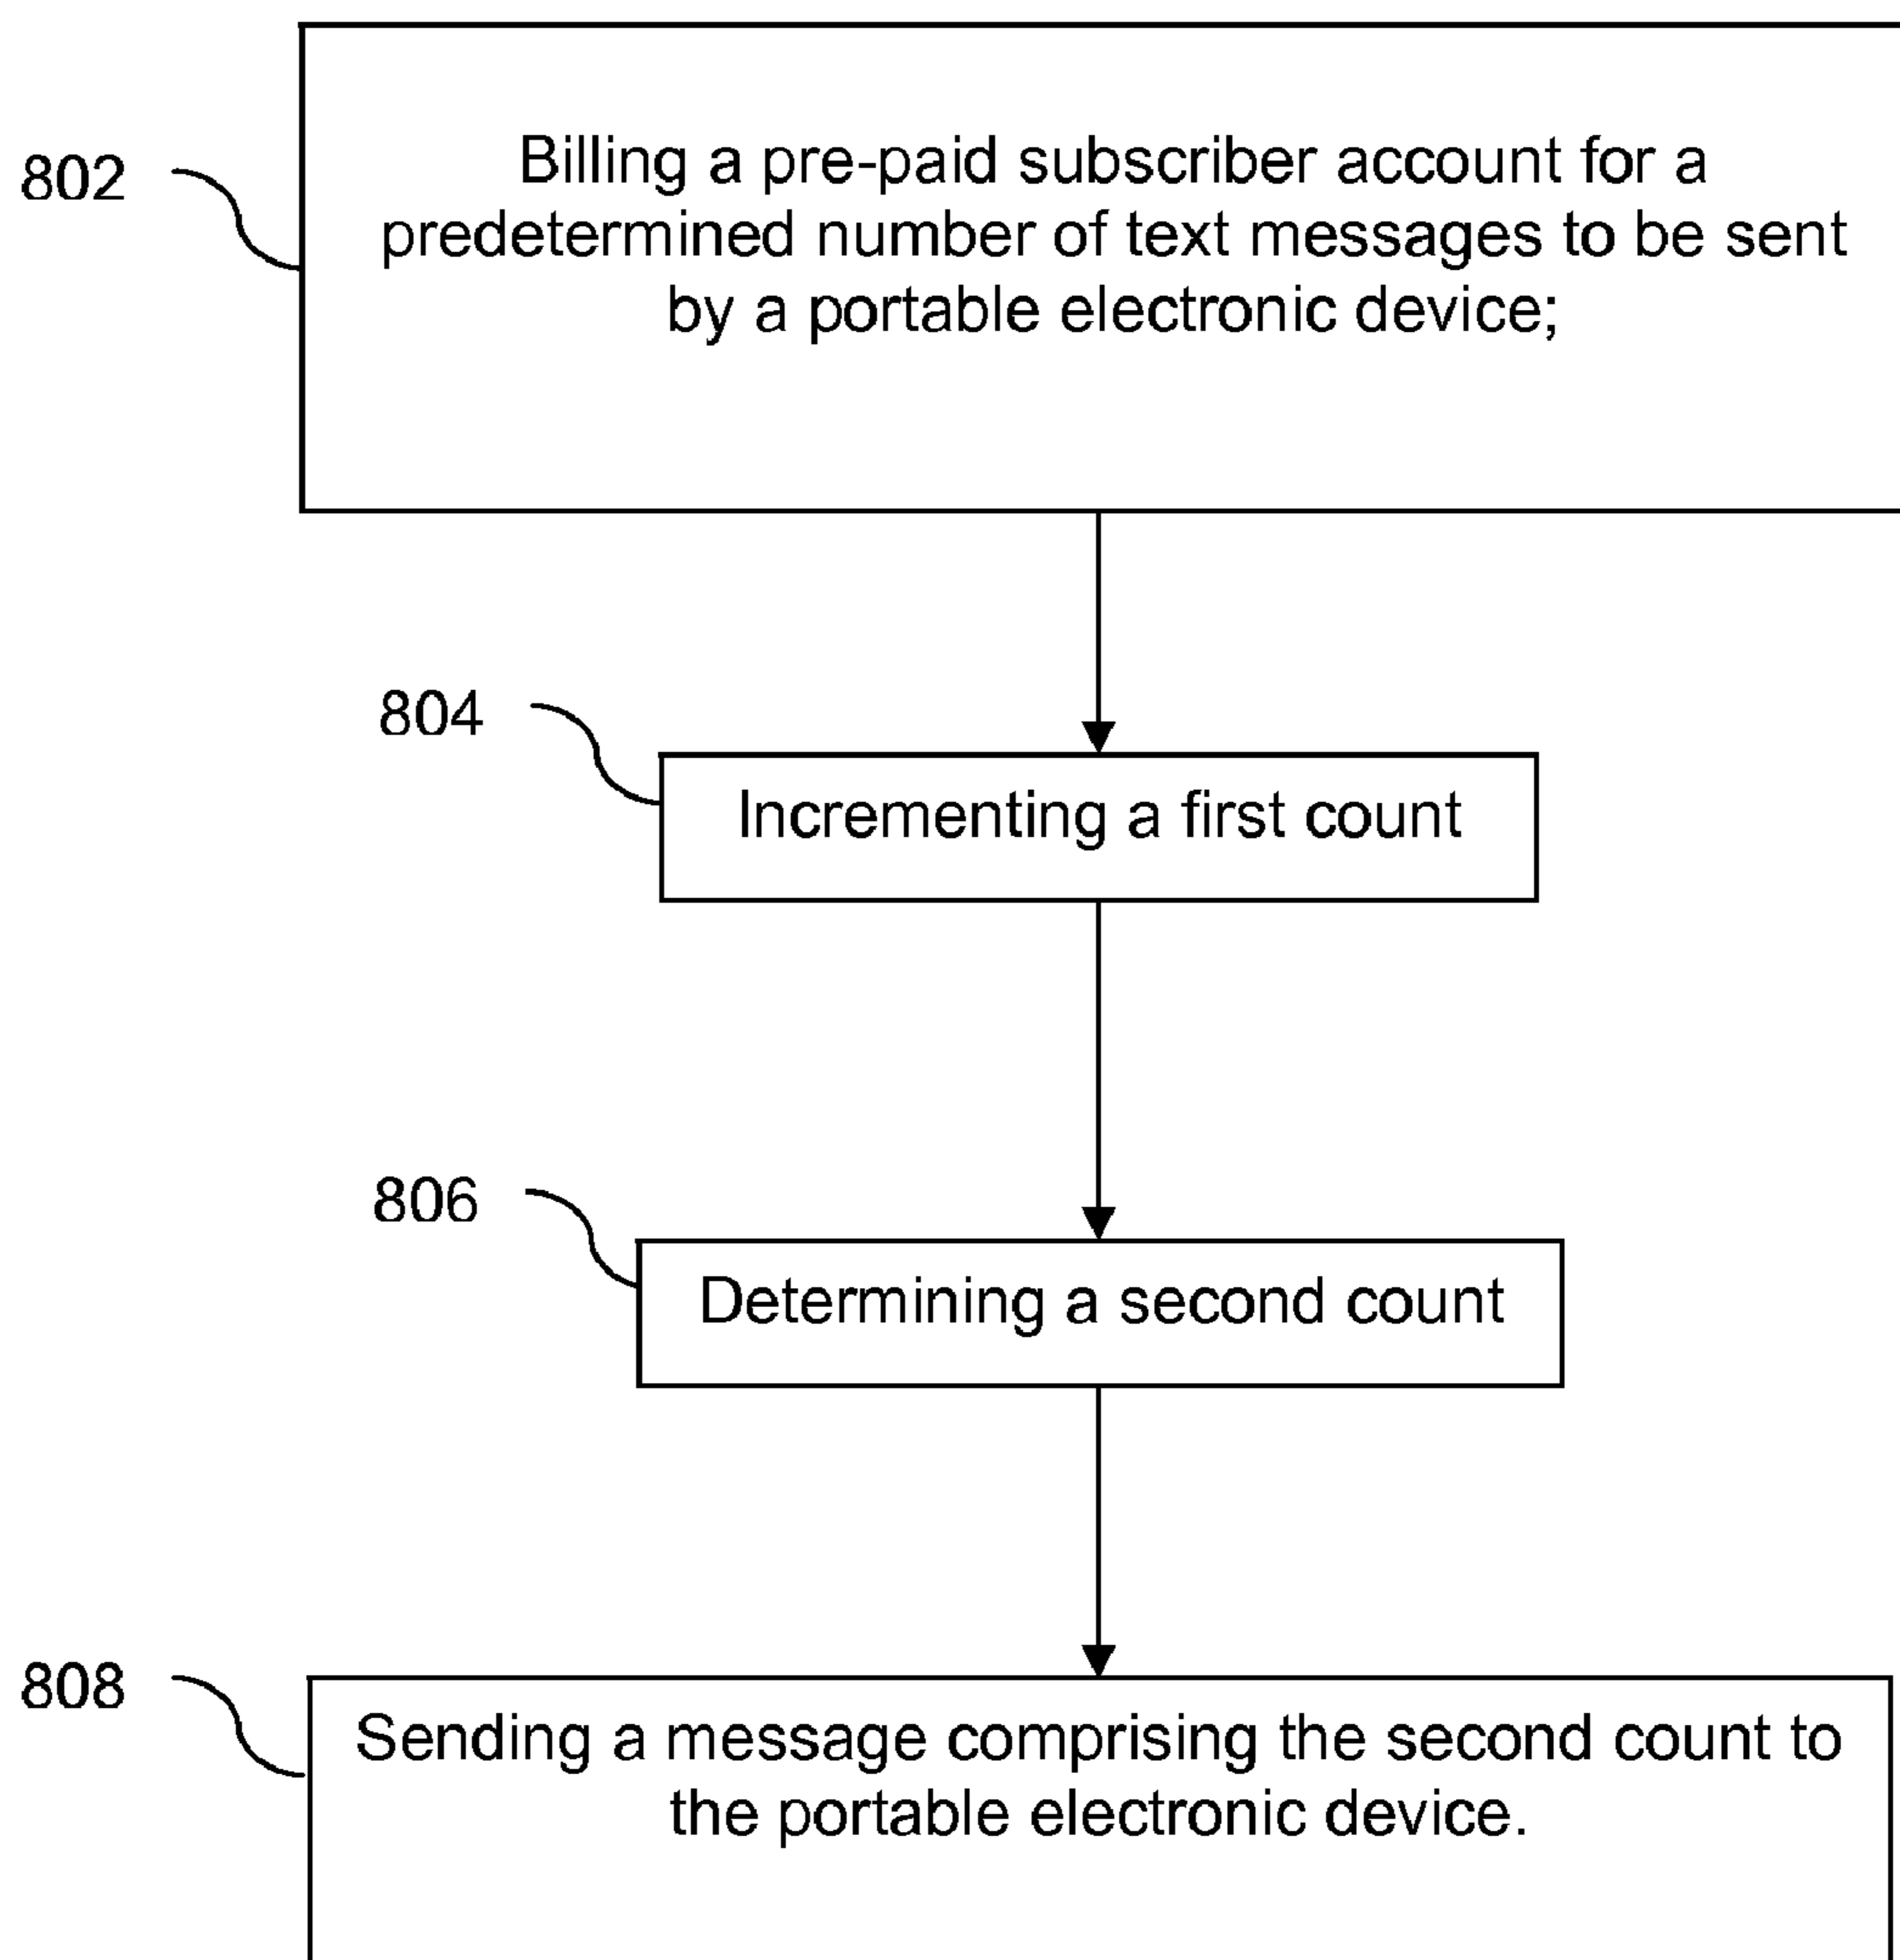 802
Billing a pre-paid subscriber account for a
predetermined number of text messages to be sent
by a portable electronic device;
804
Incrementing a first count
806
Determining a second count
808
Sending a message comprising the second count to
the portable electronic device.